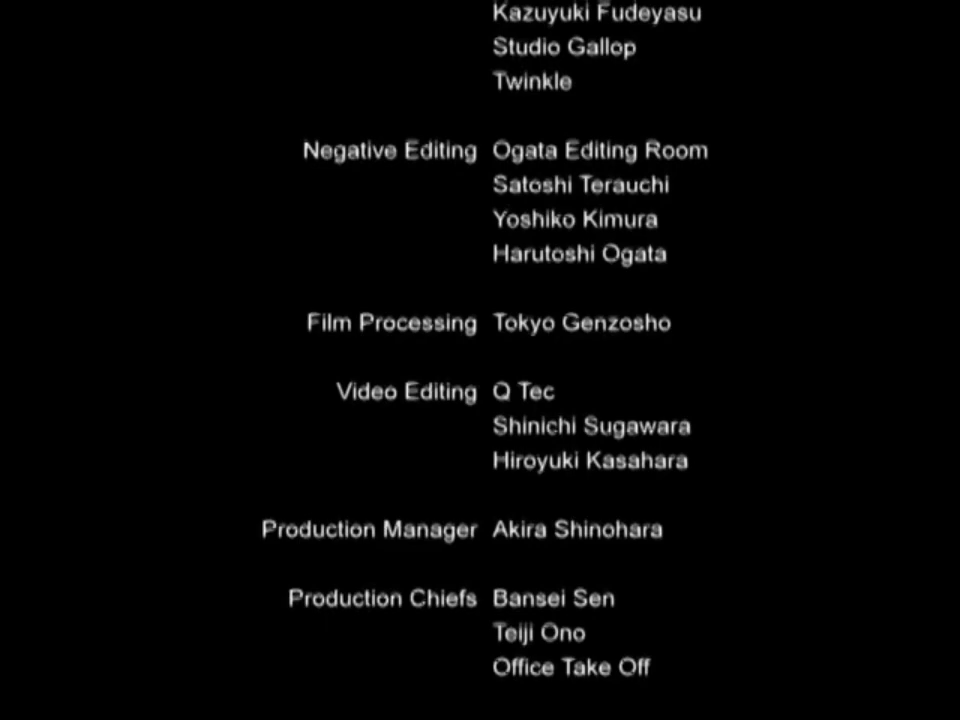 Kazuyuki Fudeyasu
Studio Gallop
Twinkle
Negative Editing Ogata Editing Room
Satoshi Terauchi
Yoshiko Kimura
Harutoshi Ogata
Film Processing Tokyo Genzosho
Video Editing Q Tec
Shinichi Sugawara
Hiroyuki Kasahara
Production Manager Akira Shinohara
Production Chiefs Bansei Sen
Teiji Ono
Office Take Off